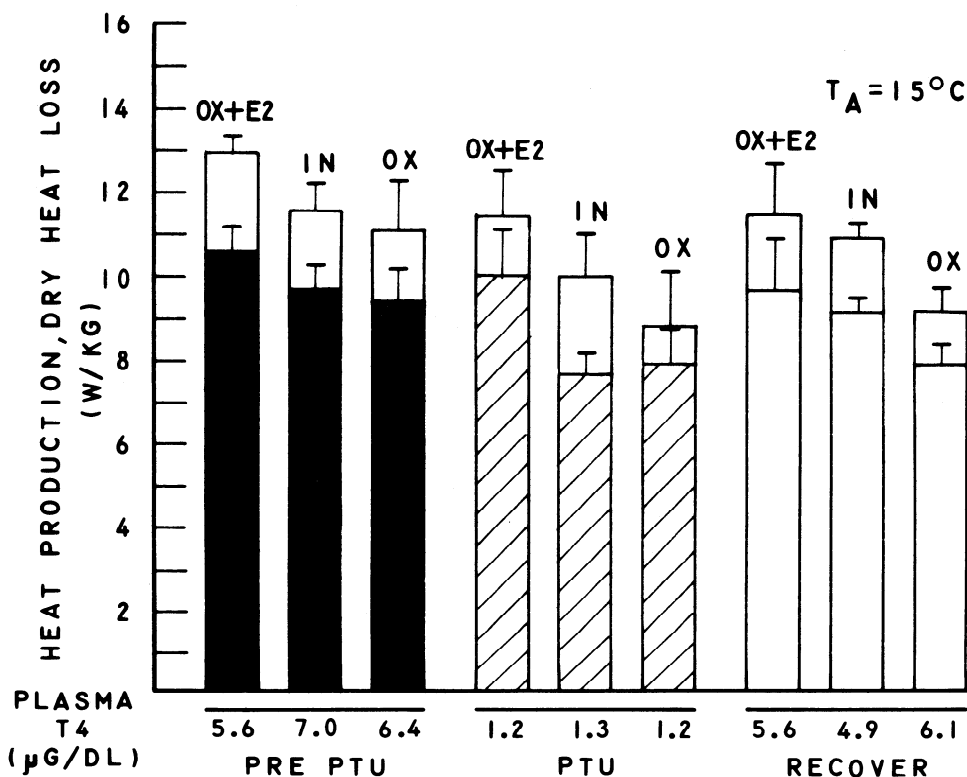 HEAT PRODUCTION, DRY HEAT LOSS
(W/KG)
16
14
12
10
8
6
4
2
T A = 15°C
OX+E2
IN
OX
OX+E2
IN
OX
OX+E2
IN
OX
PLASMA
T4
(µG/DL)
5.6 7.0 6.4 1.2 1.3 1.2 5.6 4.9 6.1
PRE PTU PTU RECOVER